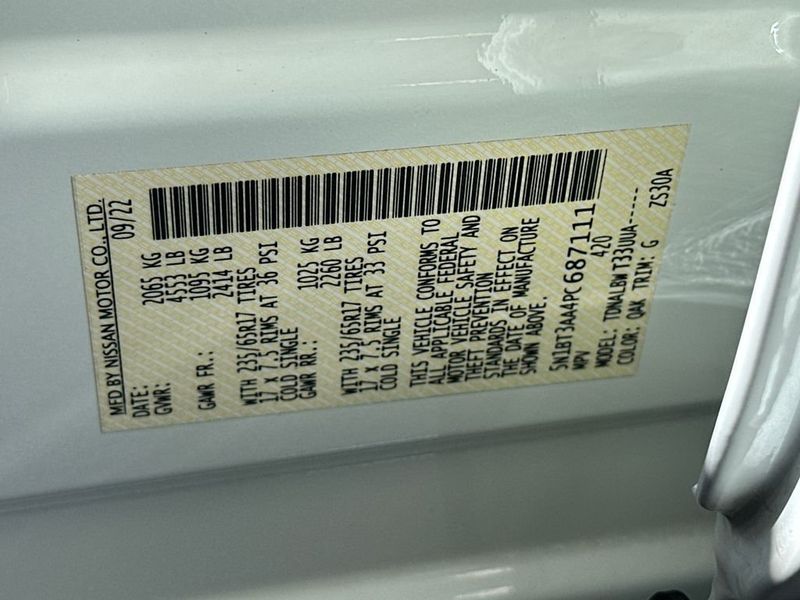 MFD.BY NISSAN MOTOR CO., LTD.
DATE: 09/22
GVWR: 2065 KG
4553 LB
GAWR FR.: 1095 KG
2414 LB
WITH 235/65R17 TIRES
17 X 7.5 RIMS AT 36 PSI
COLD SINGLE
GAWR RR.: 1025 KG
2260 LB
WITH 235/65R17 TIRES
17 X 7.5 RIMS AT 33 PSI
COLD SINGLE
THIS VEHICLE CONFORMS TO
ALL APPLICABLE FEDERAL
MOTOR VEHICLE SAFETY AND
THEFT PREVENTION
STANDARDS IN EFFECT ON
THE DATE OF MANUFACTURE
SHOWN ABOVE.
5N1BT3AA4PC687111
MPV 420
MODEL: TDNALBW T33UUA-----
COLOR: QAK TRIM: G ZS30A